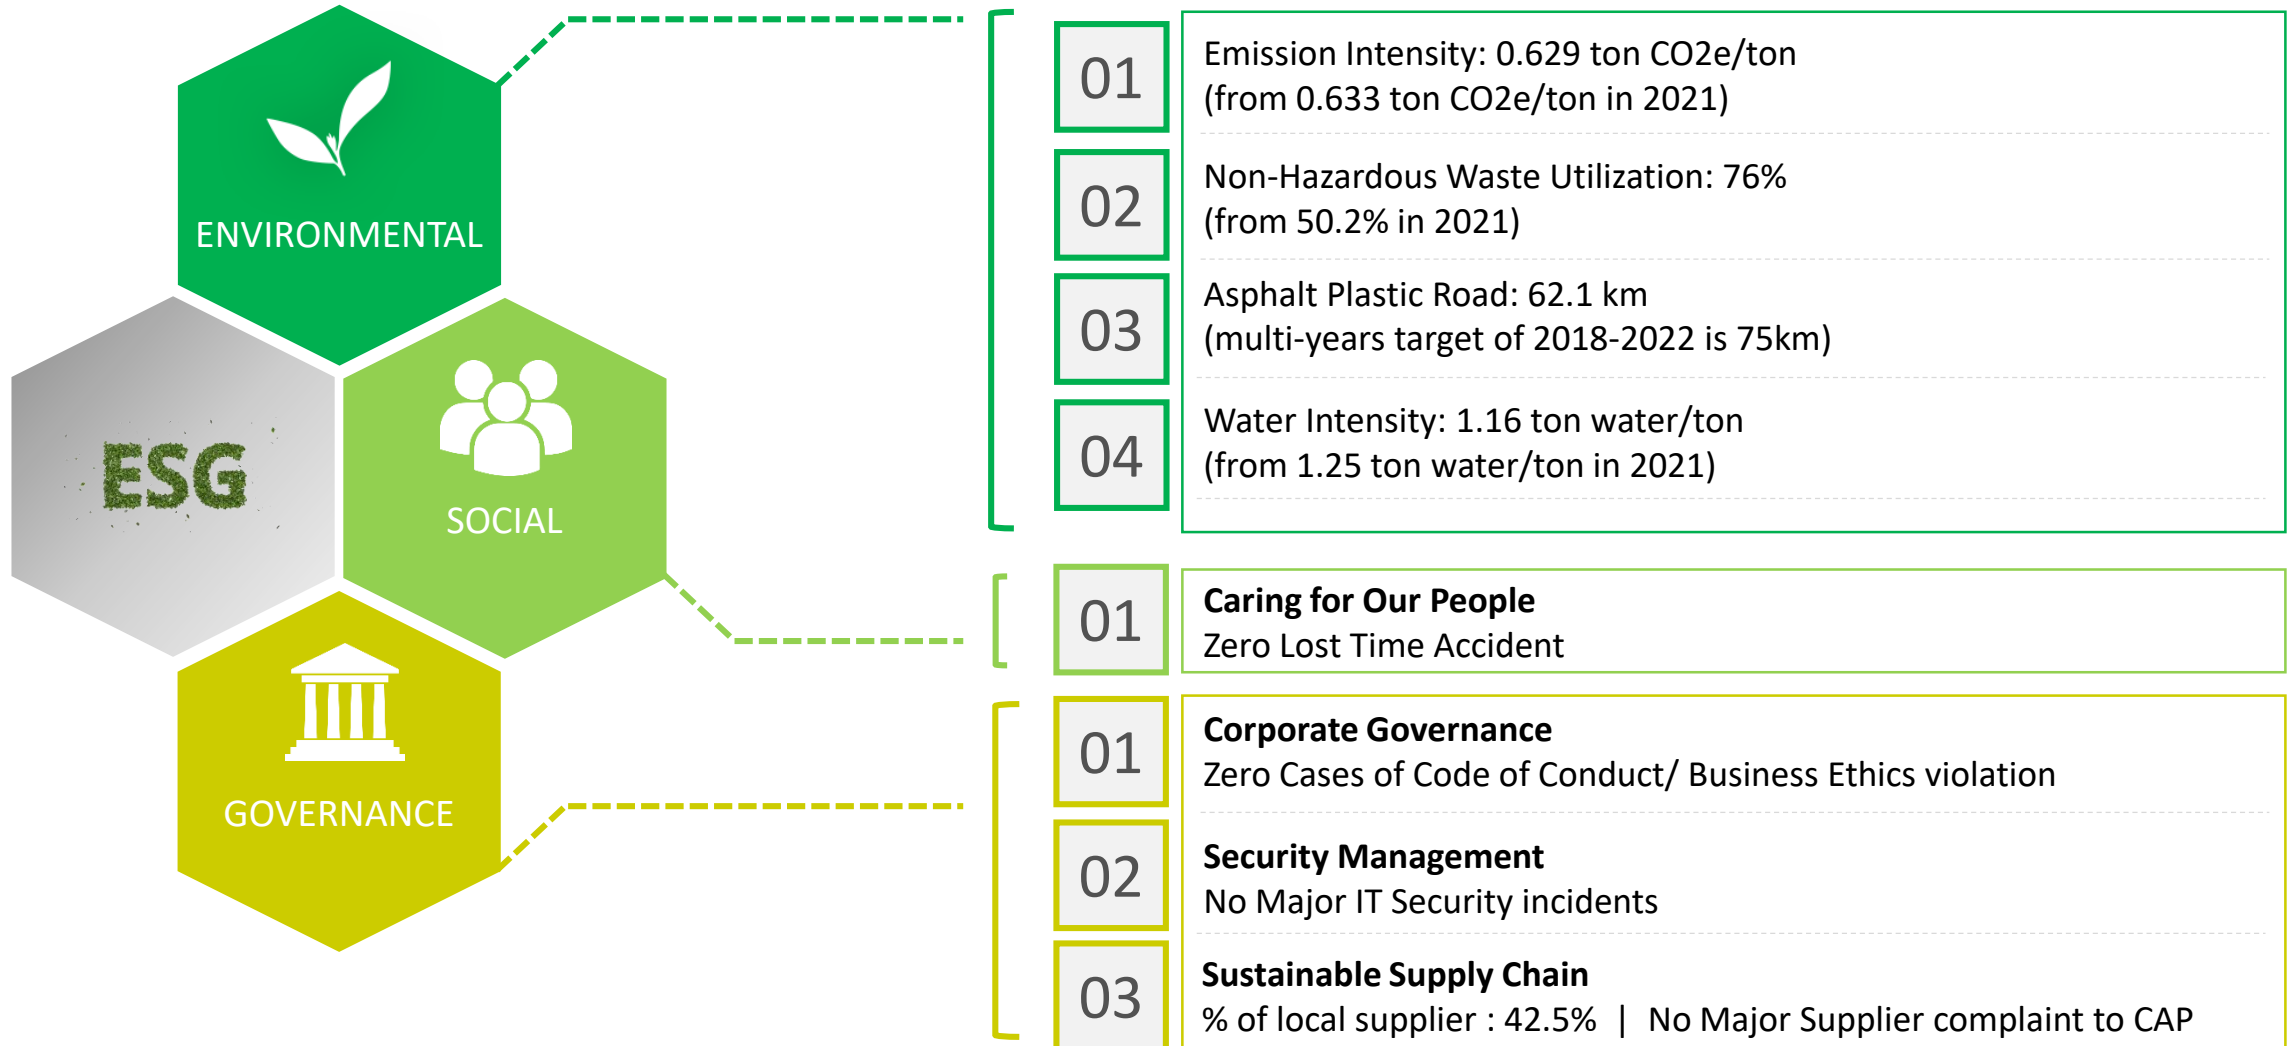 ENVIRONMENTAL
ESG
SOCIAL
GOVERNANCE
01
Emission Intensity: 0.629 ton CO2e/ton
(from 0.633 ton CO2e/ton in 2021)
02
Non-Hazardous Waste Utilization: 76%
(from 50.2% in 2021)
03
Asphalt Plastic Road: 62.1 km
(multi-years target of 2018-2022 is 75km)
04
Water Intensity: 1.16 ton water/ton
(from 1.25 ton water/ton in 2021)
01
Caring for Our People
Zero Lost Time Accident
01
Corporate Governance
Zero Cases of Code of Conduct/ Business Ethics violation
02
Security Management
No Major IT Security incidents
03
Sustainable Supply Chain
% of local supplier : 42.5% | No Major Supplier complaint to CAP